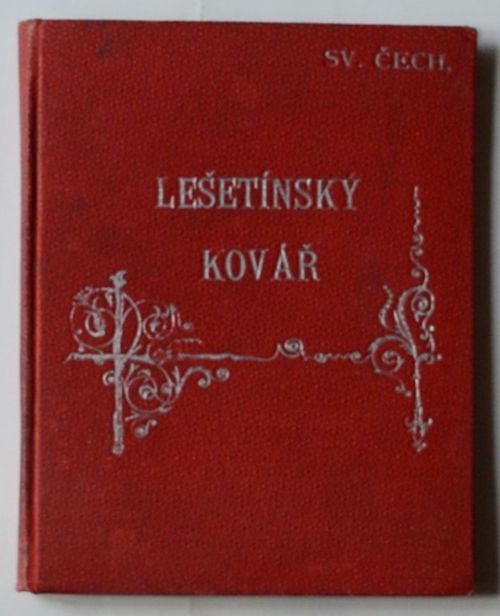 SV. ČECH.
LEŠETÍNSKÝ
KOVÁŘ